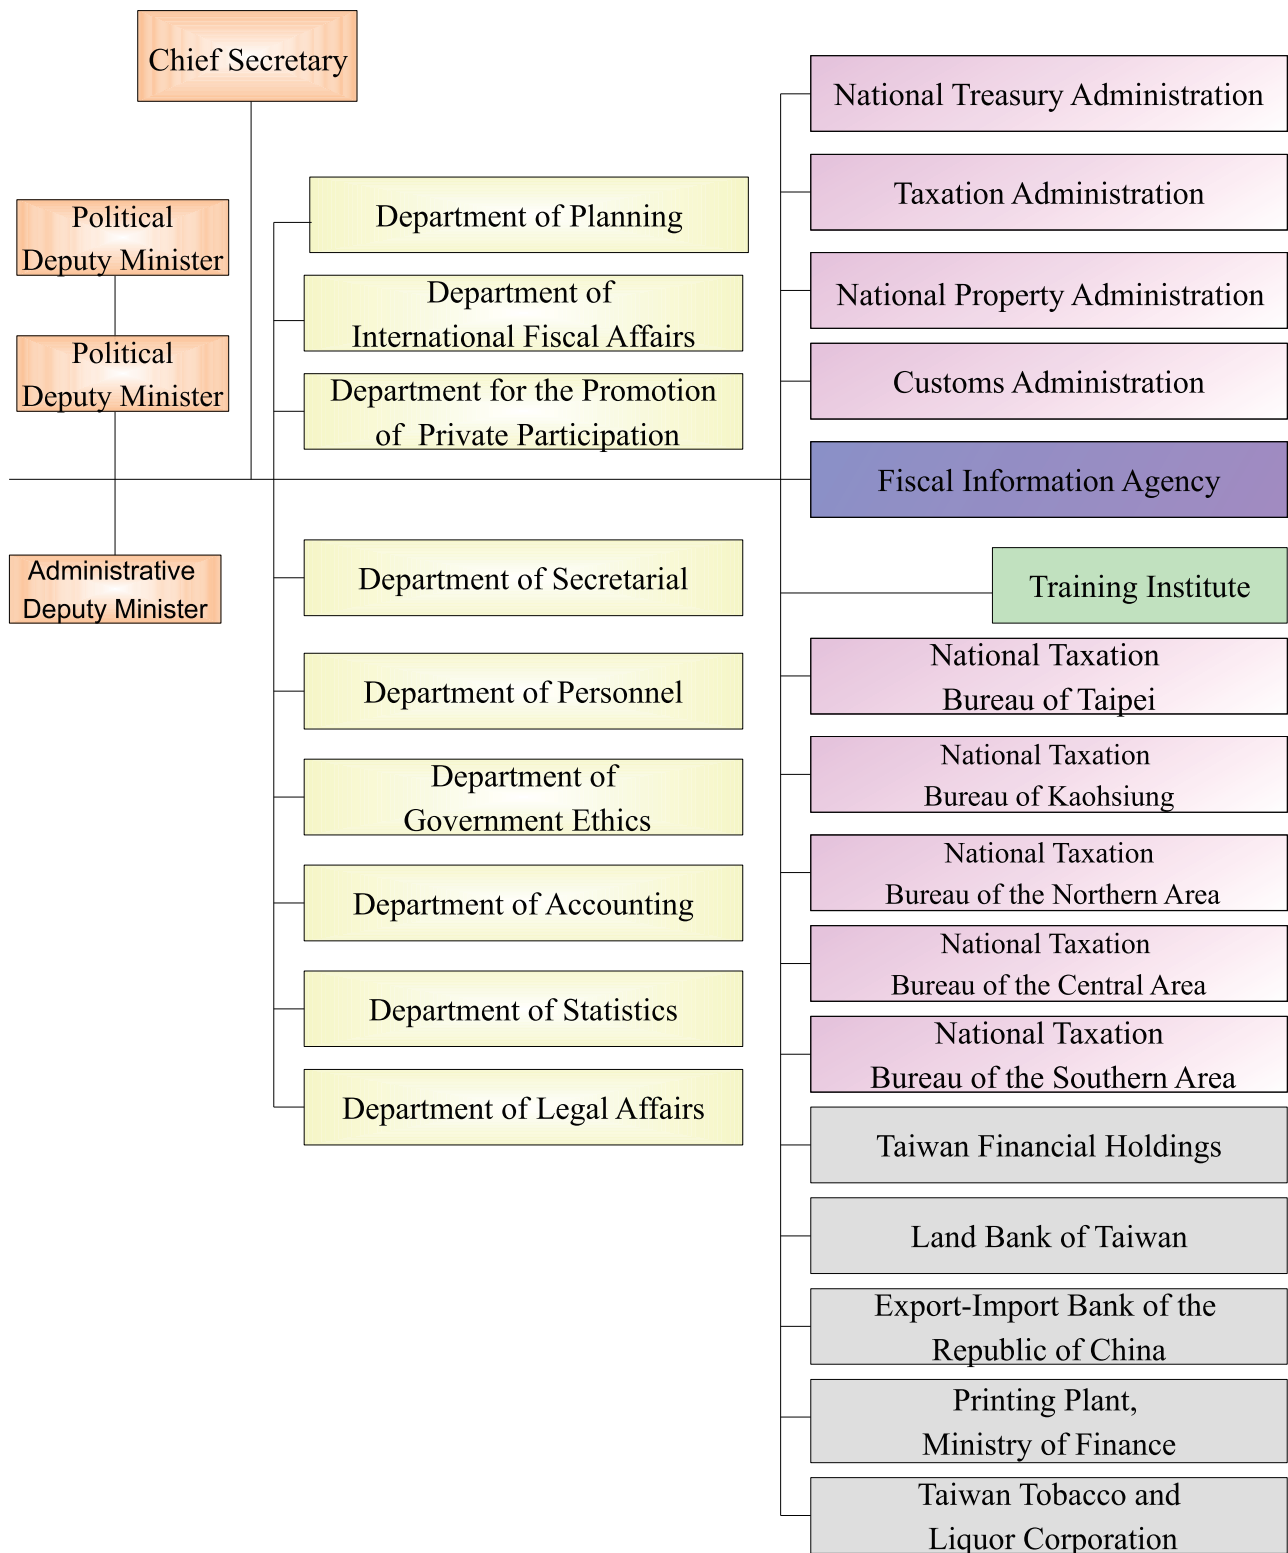 Chief Secretary
Political
Deputy Minister
Political
Deputy Minister
Administrative
Deputy Minister
Department of Planning
Department of
International Fiscal Affairs
Department for the Promotion
of Private Participation
Department of Secretarial
Department of Personnel
Department of
Government Ethics
Department of Accounting
Department of Statistics
Department of Legal Affairs
National Treasury Administration
Taxation Administration
National Property Administration
Customs Administration
Fiscal Information Agency
Training Institute
National Taxation
Bureau of Taipei
National Taxation
Bureau of Kaohsiung
National Taxation
Bureau of the Northern Area
National Taxation
Bureau of the Central Area
National Taxation
Bureau of the Southern Area
Taiwan Financial Holdings
Land Bank of Taiwan
Export-Import Bank of the
Republic of China
Printing Plant,
Ministry of Finance
Taiwan Tobacco and
Liquor Corporation